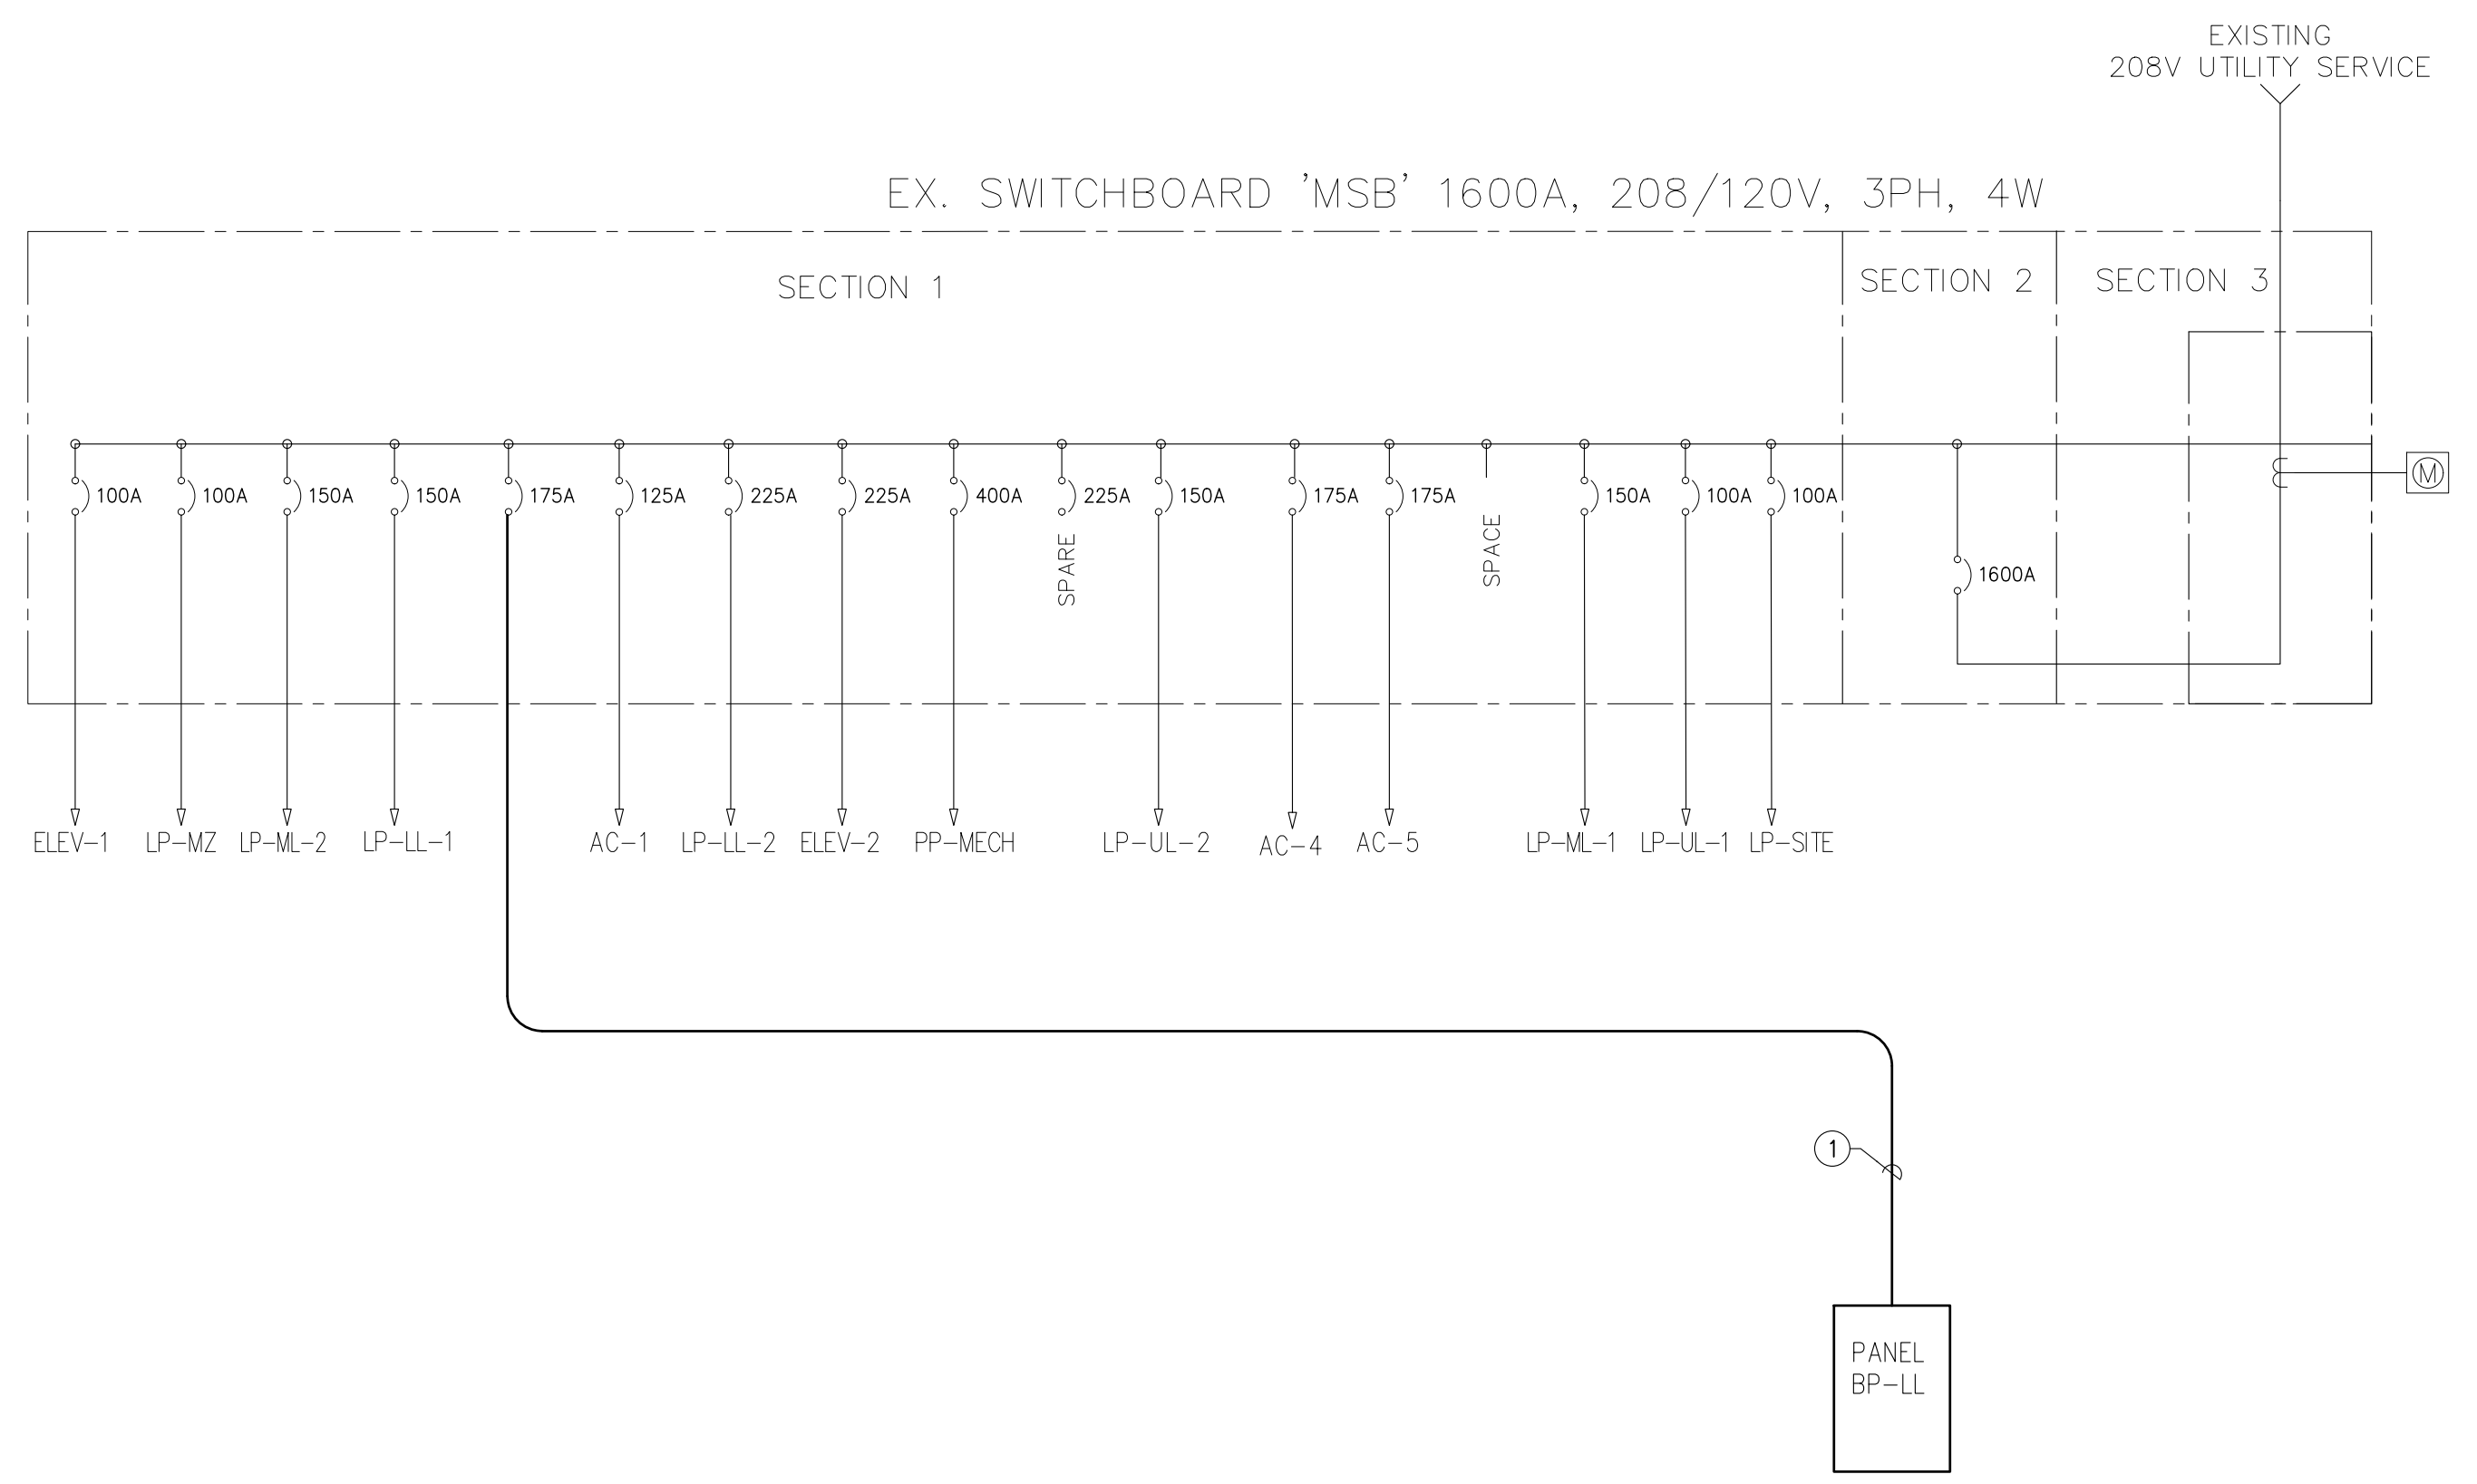 EXISTING
208V UTILITY SERVICE
EX. SWITCHBOARD 'MSB' 1600A, 208/120V, 3PH, 4W
SECTION 1
SECTION 2
SECTION 3
M
100A
100A
150A
150A
175A
125A
225A
225A
400A
225A
150A
175A
175A
150A
100A
100A
SPARE
SPACE
1600A
ELEV-1
LP-MZ
LP-ML-2
LP-LL-1
AC-1
LP-LL-2
ELEV-2
PP-MECH
LP-UL-2
AC-4
AC-5
LP-ML-1
LP-UL-1
LP-SITE
1
PANEL
BP-LL